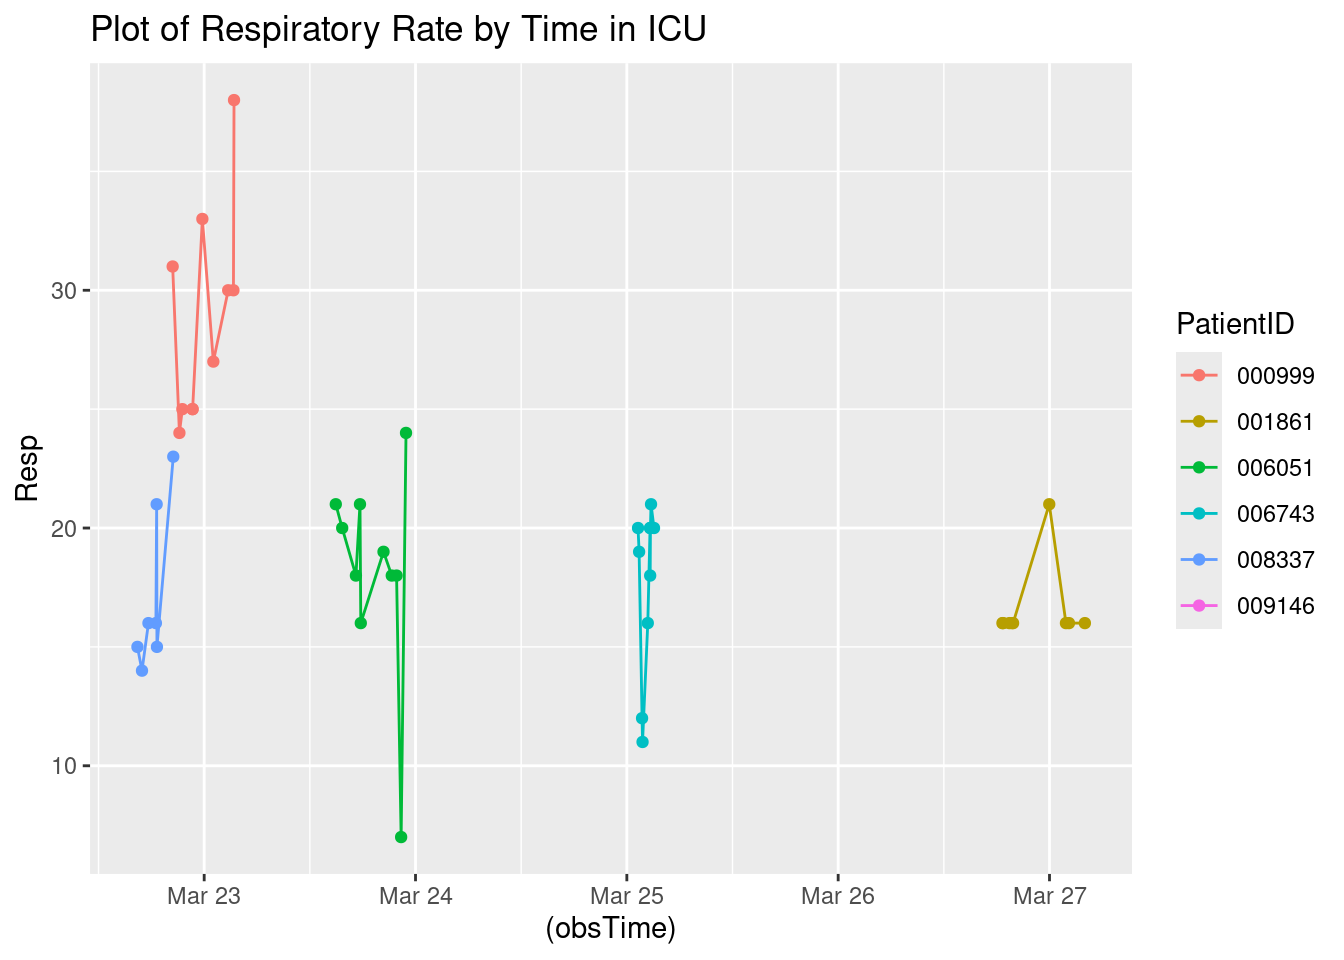 Plot of Respiratory Rate by Time in ICU
Resp
30
20
10
Mar 23
Mar 24
Mar 25
Mar 26
Mar 27
(obsTime)
PatientID
000999
001861
006051
006743
008337
009146